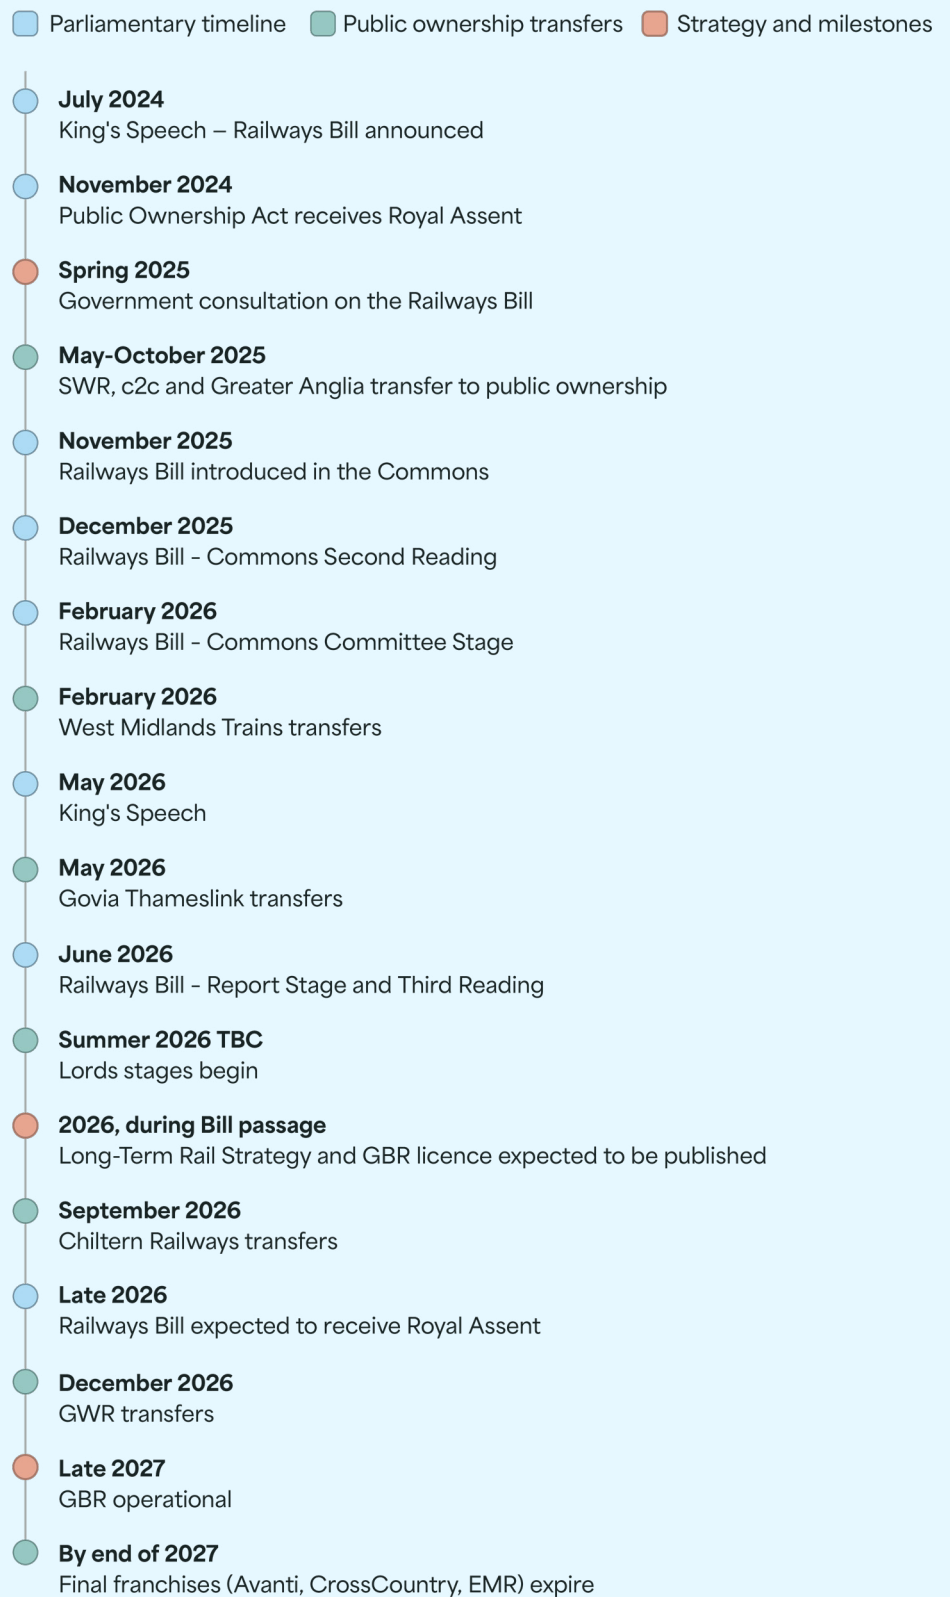 Parliamentary timeline Public ownership transfers Strategy and milestones
July 2024
King's Speech – Railways Bill announced
November 2024
Public Ownership Act receives Royal Assent
Spring 2025
Government consultation on the Railways Bill
May-October 2025
SWR, c2c and Greater Anglia transfer to public ownership
November 2025
Railways Bill introduced in the Commons
December 2025
Railways Bill – Commons Second Reading
February 2026
Railways Bill – Commons Committee Stage
February 2026
West Midlands Trains transfers
May 2026
King's Speech
May 2026
Govia Thameslink transfers
June 2026
Railways Bill – Report Stage and Third Reading
Summer 2026 TBC
Lords stages begin
2026, during Bill passage
Long-Term Rail Strategy and GBR licence expected to be published
September 2026
Chiltern Railways transfers
Late 2026
Railways Bill expected to receive Royal Assent
December 2026
GWR transfers
Late 2027
GBR operational
By end of 2027
Final franchises (Avanti, CrossCountry, EMR) expire